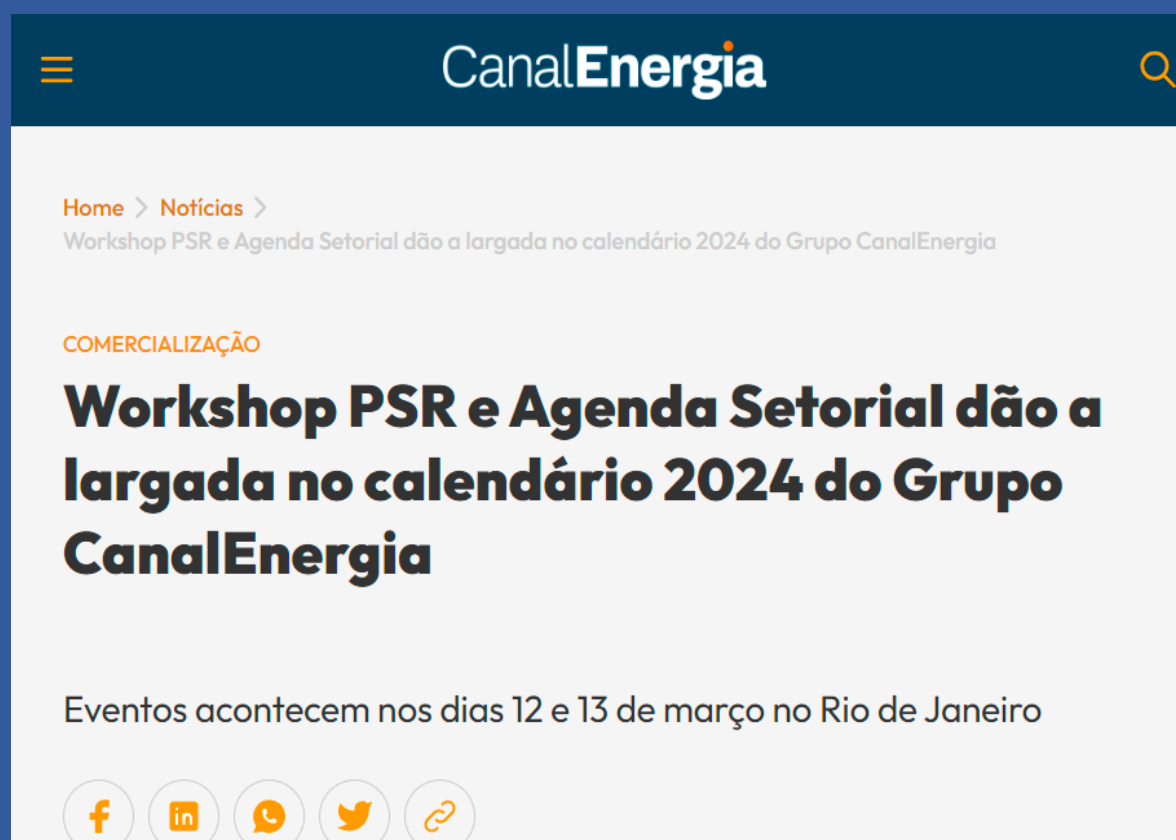 CanalEnergia
Home > Notícias >
Workshop PSR e Agenda Setorial dão a largada no calendário 2024 do Grupo CanalEnergia
COMERCIALIZAÇÃO
Workshop PSR e Agenda Setorial dão a
largada no calendário 2024 do Grupo
CanalEnergia
Eventos acontecem nos dias 12 e 13 de março no Rio de Janeiro